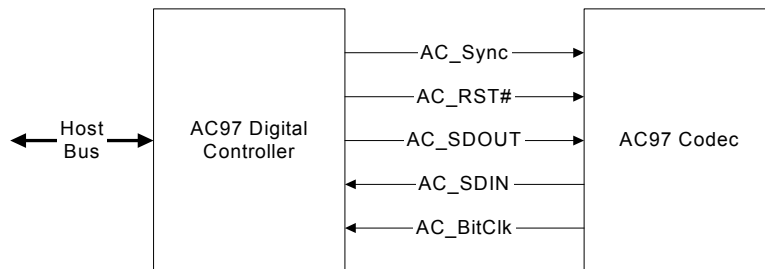 AC_Sync
AC_RST#
Host
Bus
AC97 Digital
Controller
AC_SDOUT
AC97 Codec
AC_SDIN
AC_BitClk